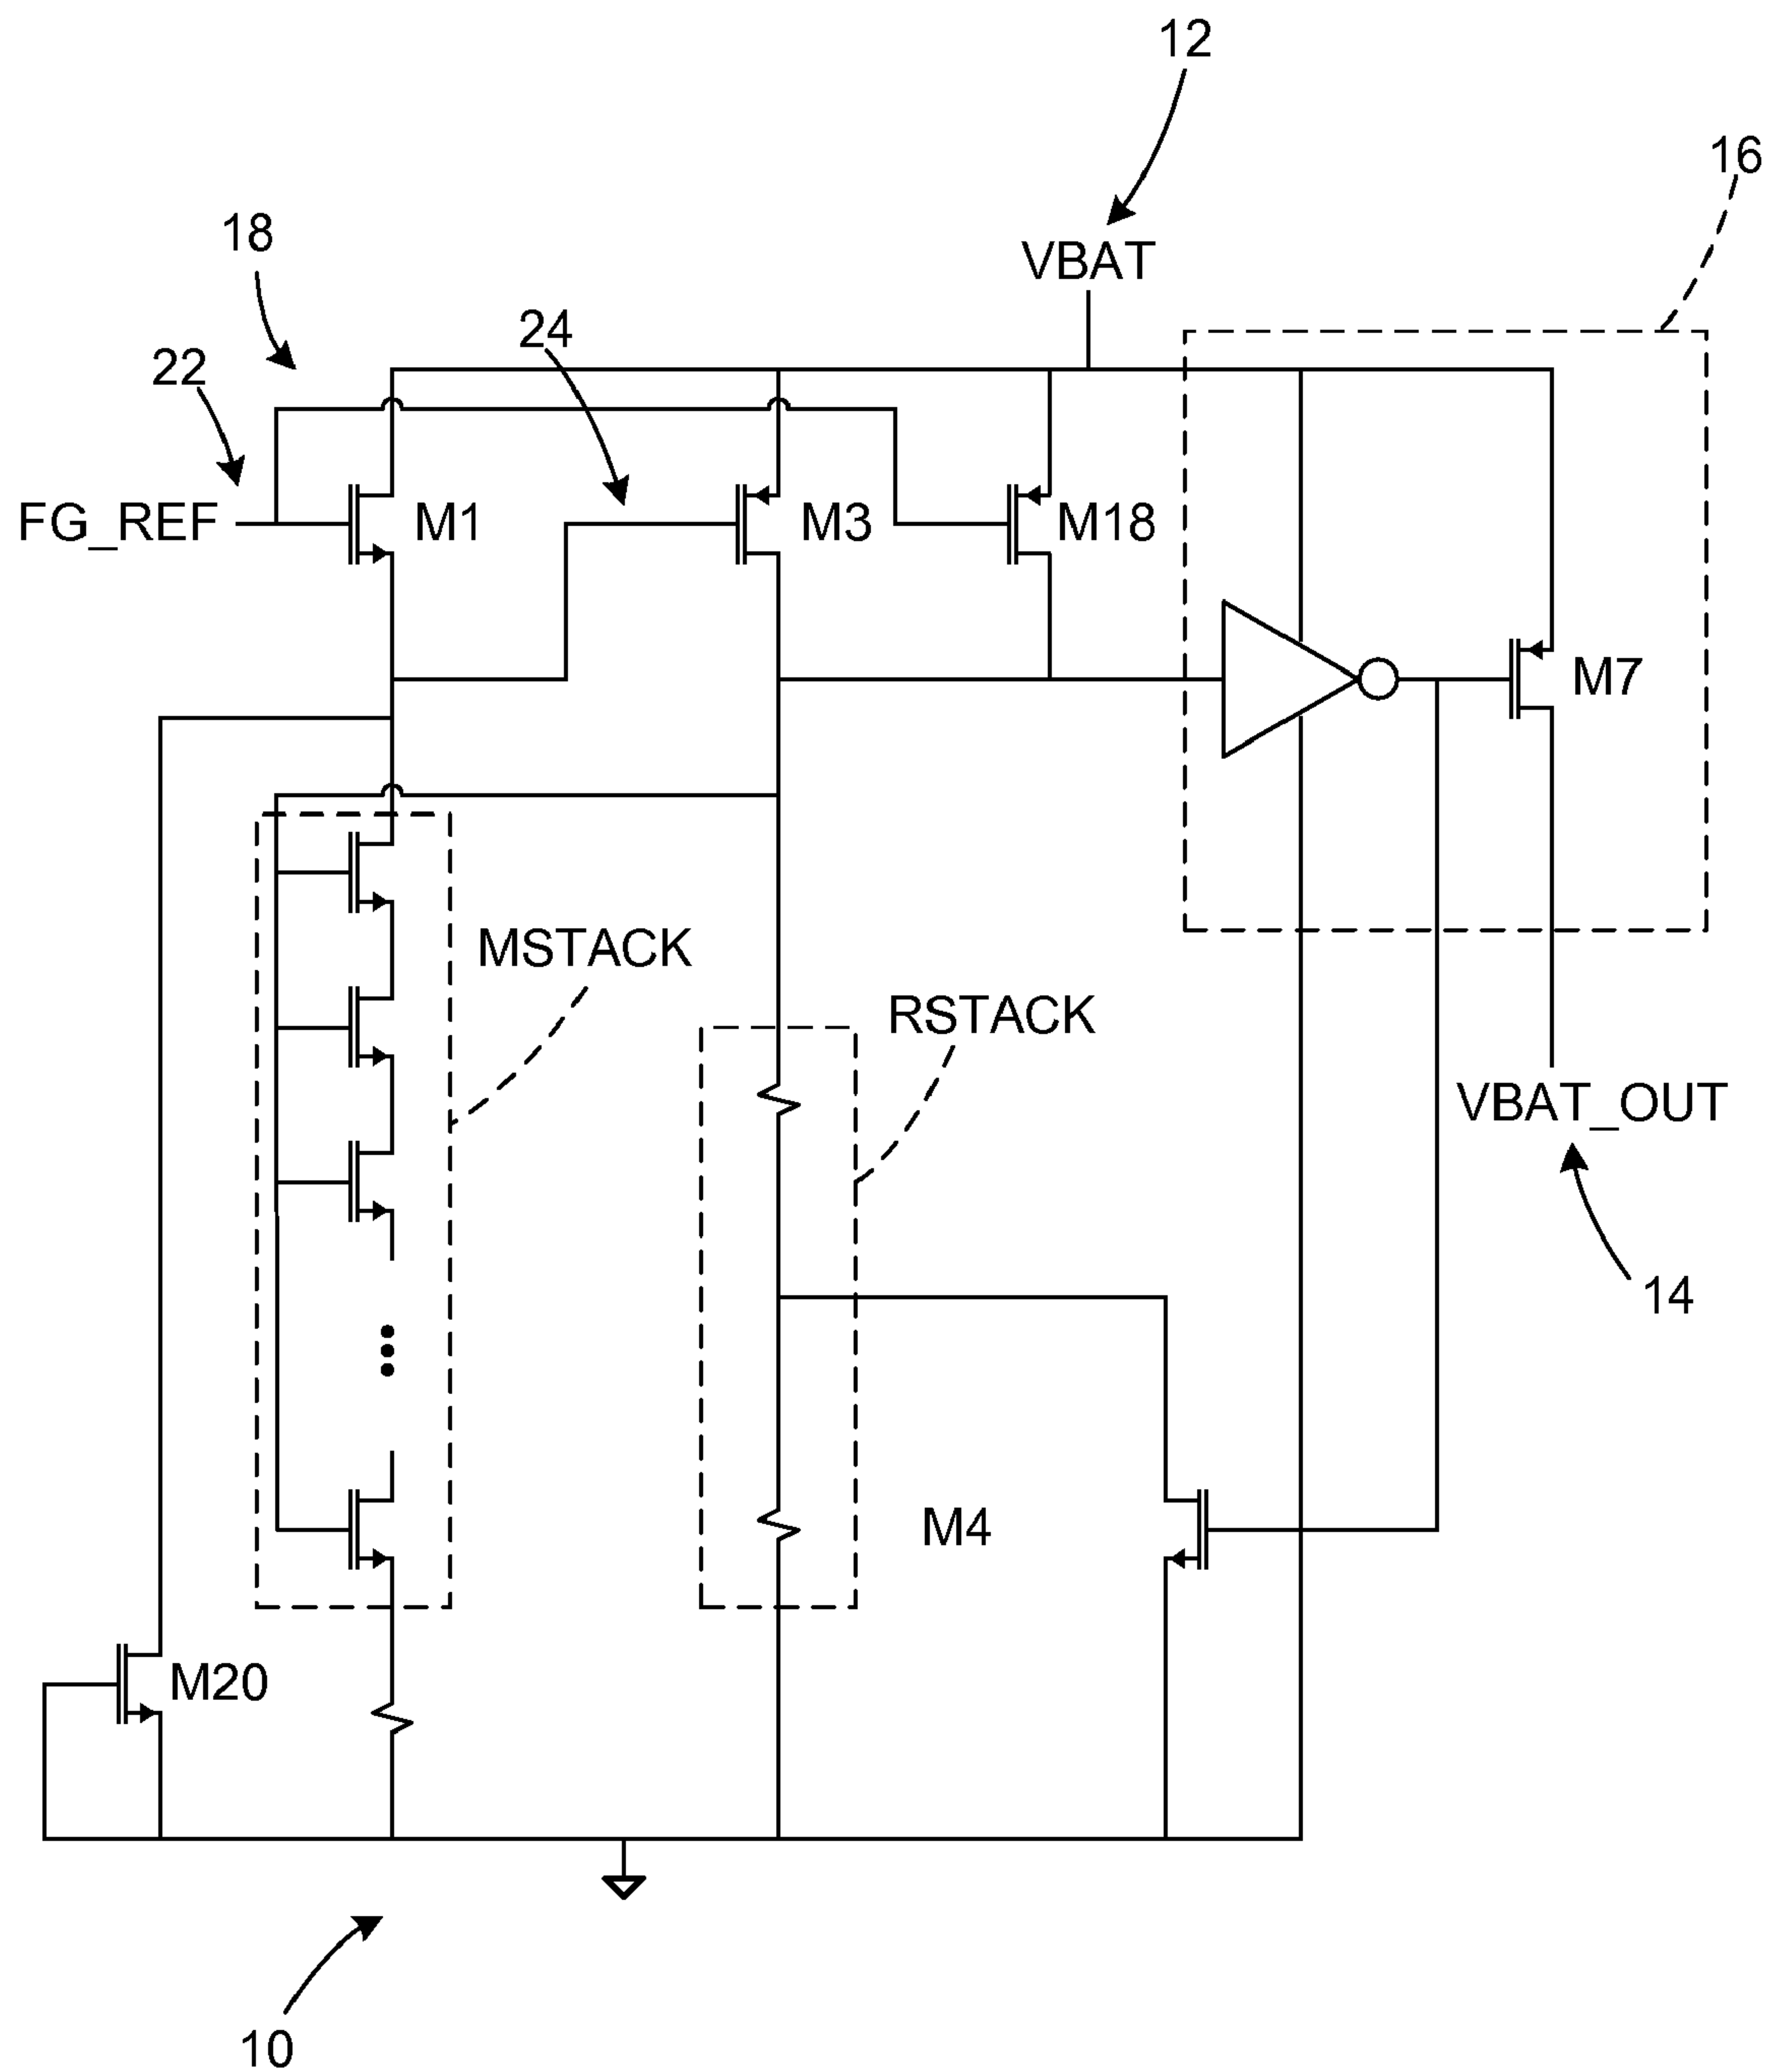 12
16
18
VBAT
24
22
FG_REF
M1
M3
M18
M7
MSTACK
RSTACK
VBAT_OUT
14
M4
M20
10